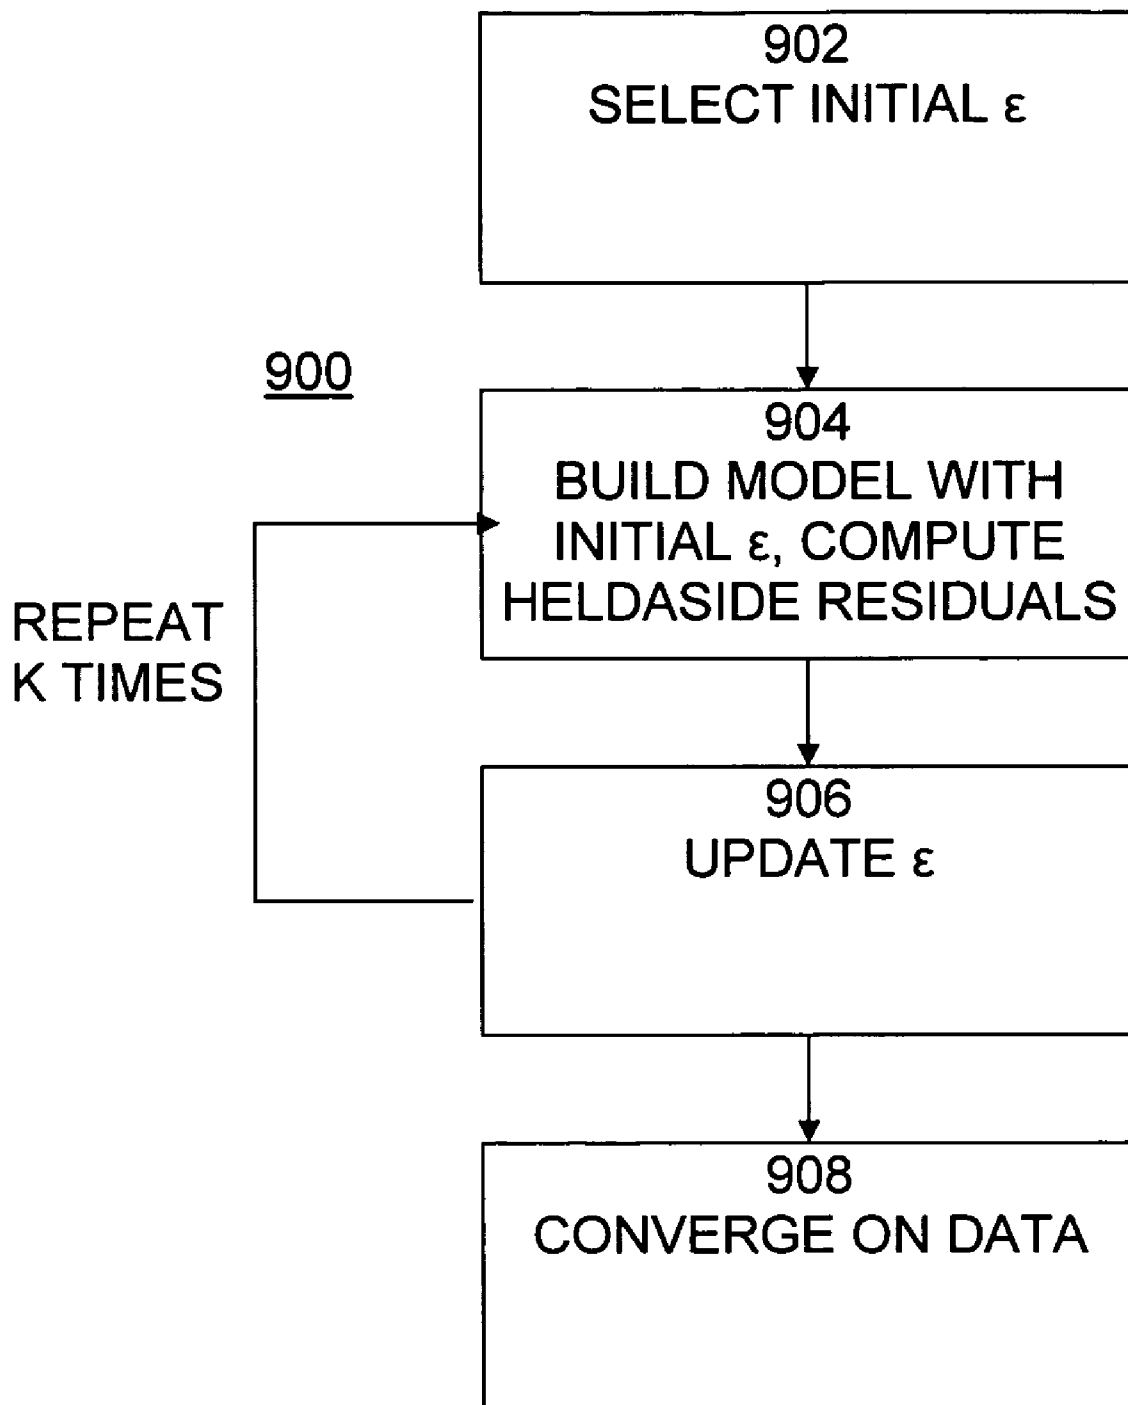 902
SELECT INITIAL ε
900
904
BUILD MODEL WITH
INITIAL ε, COMPUTE
HELDASIDE RESIDUALS
REPEAT
K TIMES
906
UPDATE ε
908
CONVERGE ON DATA